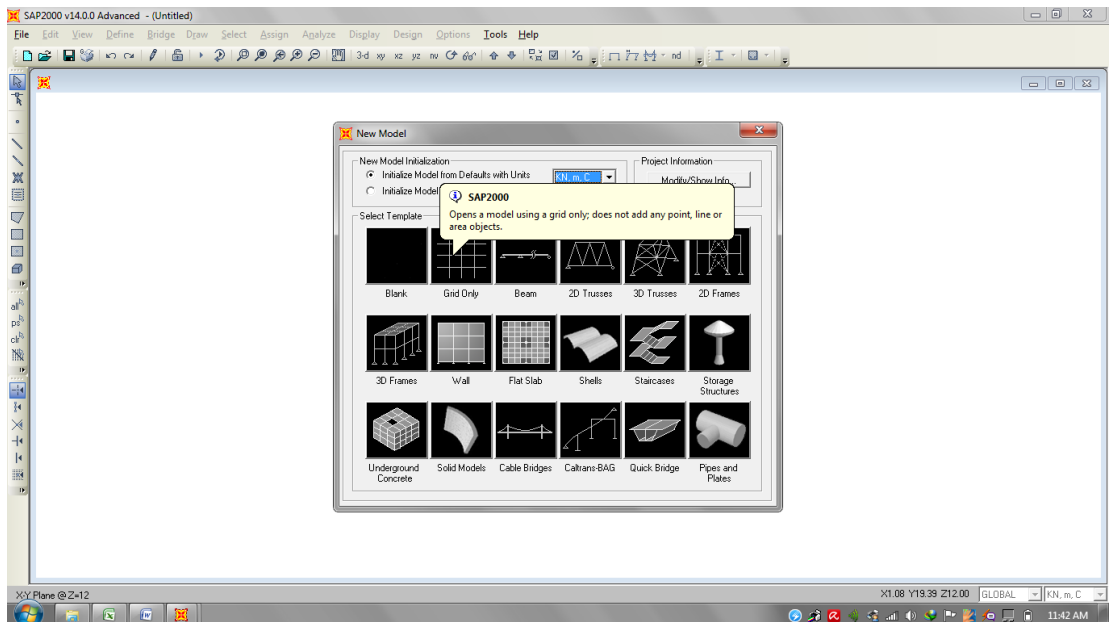 SAP2000 v14.0.0 Advanced - (Untitled)
File Edit View Define Bridge Draw Select Assign Analyze Display Design Options Tools Help
3-d xy xz yz nv nd
New Model
New Model Initialization
Project Information
Initialize Model from Defaults with Units
KN, m, C
Modify/Show Info...
Initialize Model
SAP2000
Opens a model using a grid only; does not add any point, line or
area objects.
Select Template
Blank Grid Only Beam 2D Trusses 3D Trusses 2D Frames
3D Frames Wall Flat Slab Shells Staircases Storage
Structures
Underground Solid Models Cable Bridges Caltrans-BAG Quick Bridge Pipes and
Concrete Plates
all
ps
clr
X-Y Plane @ Z=12
X1.08 Y19.39 Z12.00 GLOBAL KN, m, C
11:42 AM